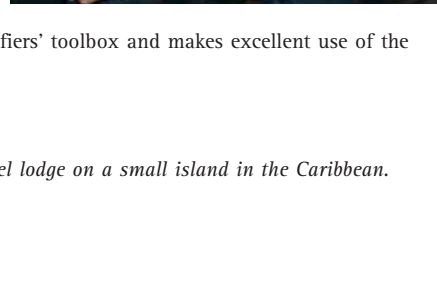 fiers’ toolbox and makes excellent use of the
el lodge on a small island in the Caribbean.